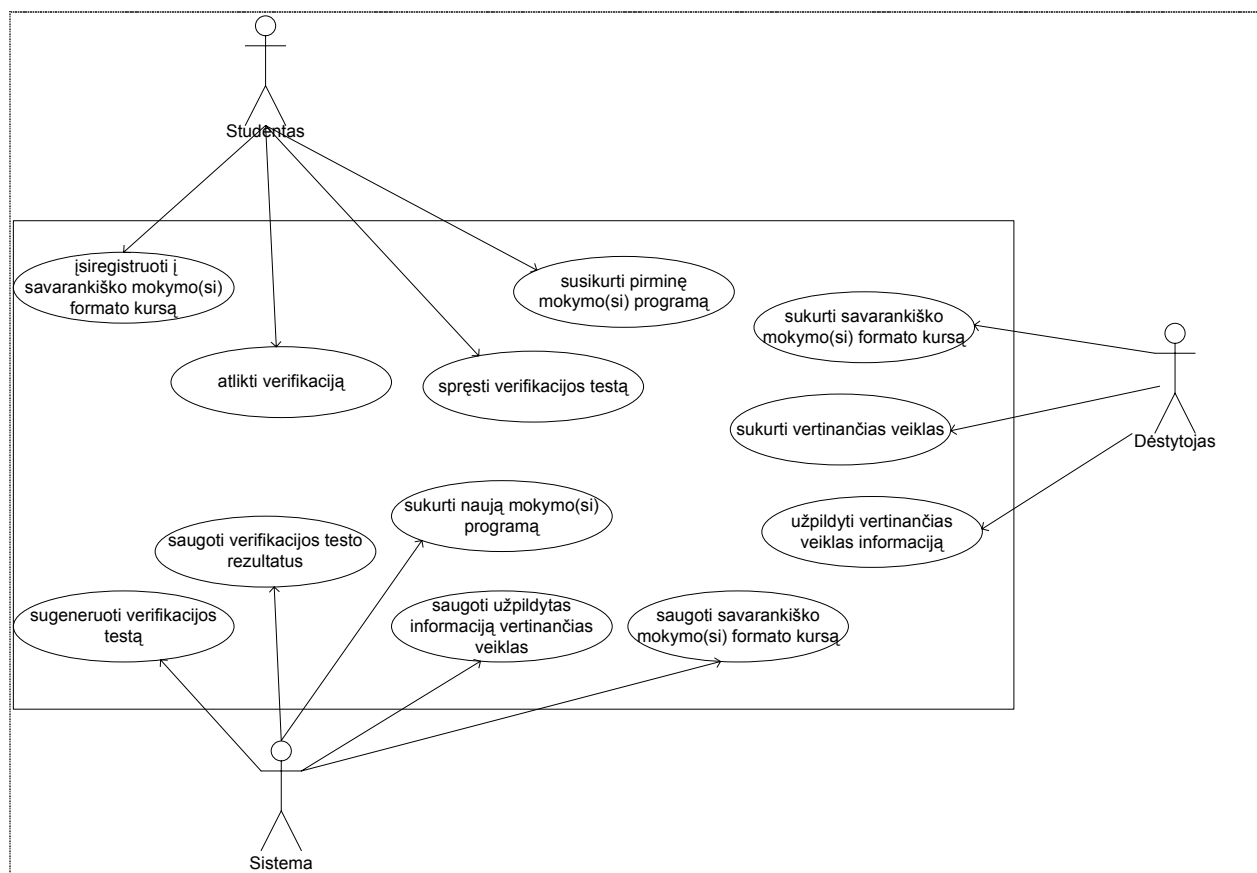 Studentas
įsiregistruoti į
savarankiško mokymo(si)
formato kursą
susikurti pirminę
mokymo(si) programą
sukurti savarankiško
mokymo(si) formato kursą
atlikti verifikaciją
spręsti verifikacijos testą
sukurti vertinančias veiklas
Dėstytojas
sukurti naują mokymo(si)
programą
užpildyti vertinančias
veiklas informaciją
saugoti verifikacijos testo
rezultatus
sugeneruoti verifikacijos
testą
saugoti užpildytas
informaciją vertinančias
veiklas
saugoti savarankiško
mokymo(si) formato kursą
Sistema